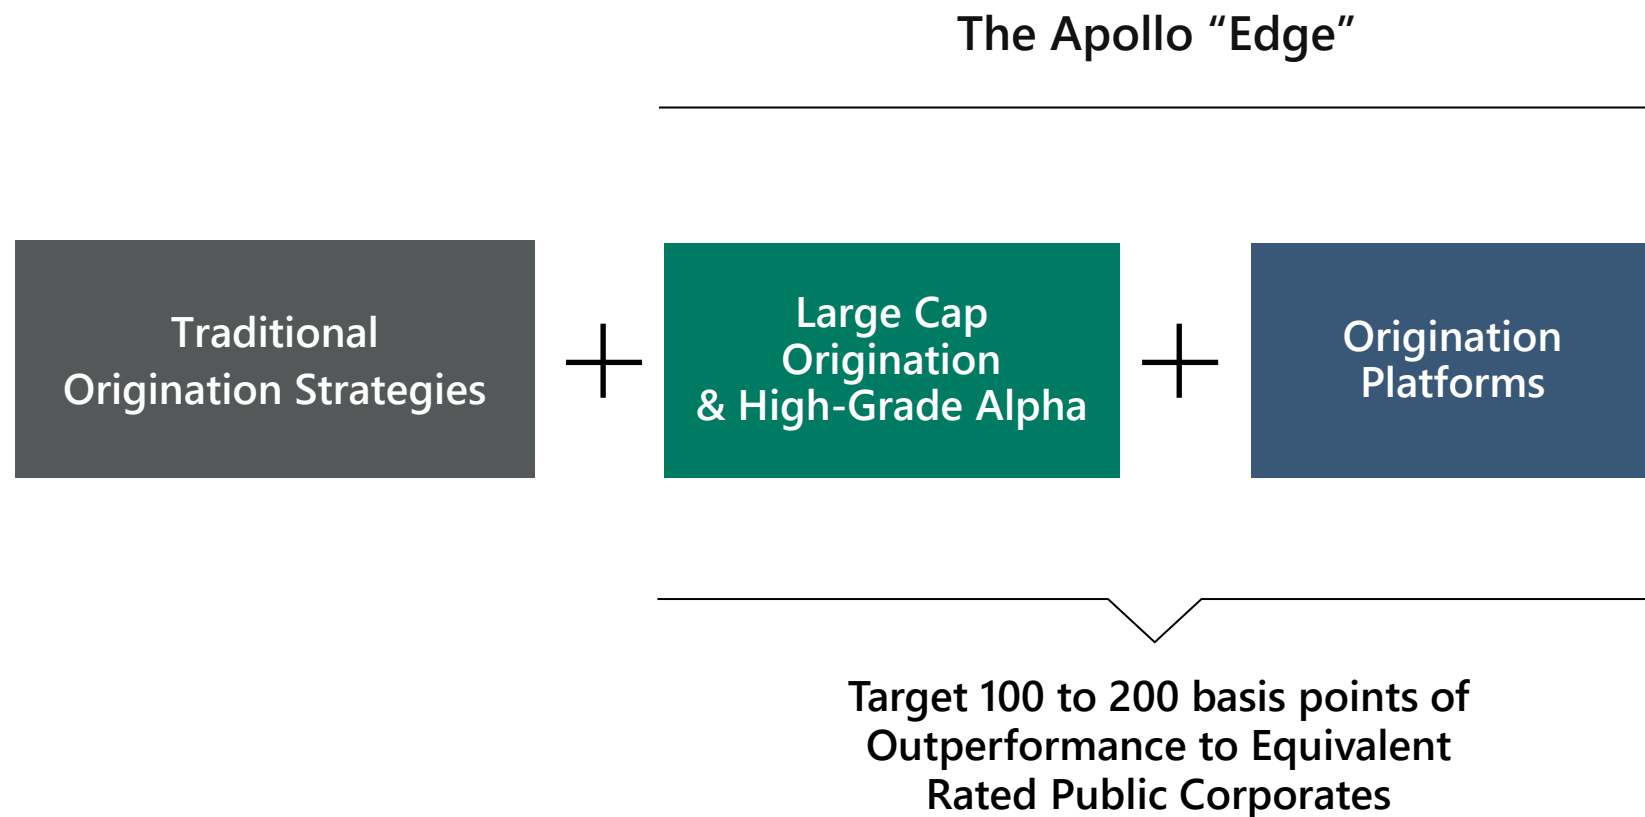 The Apollo “Edge”
Traditional
Origination Strategies
Large Cap
Origination
& High-Grade Alpha
Origination
Platforms
Target 100 to 200 basis points of
Outperformance to Equivalent
Rated Public Corporates